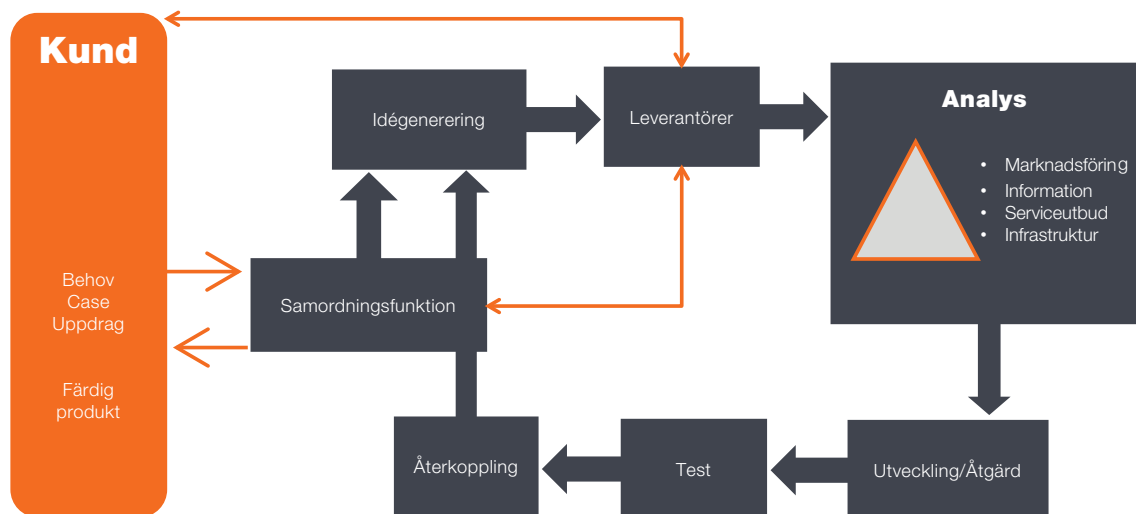 Kund
Behov
Case
Uppdrag
Färdig
produkt
Idégenerering
Leverantörer
Analys
• Marknadsföring
• Information
• Serviceutbud
• Infrastruktur
Samordningsfunktion
Återkoppling
Test
Utveckling/Åtgärd